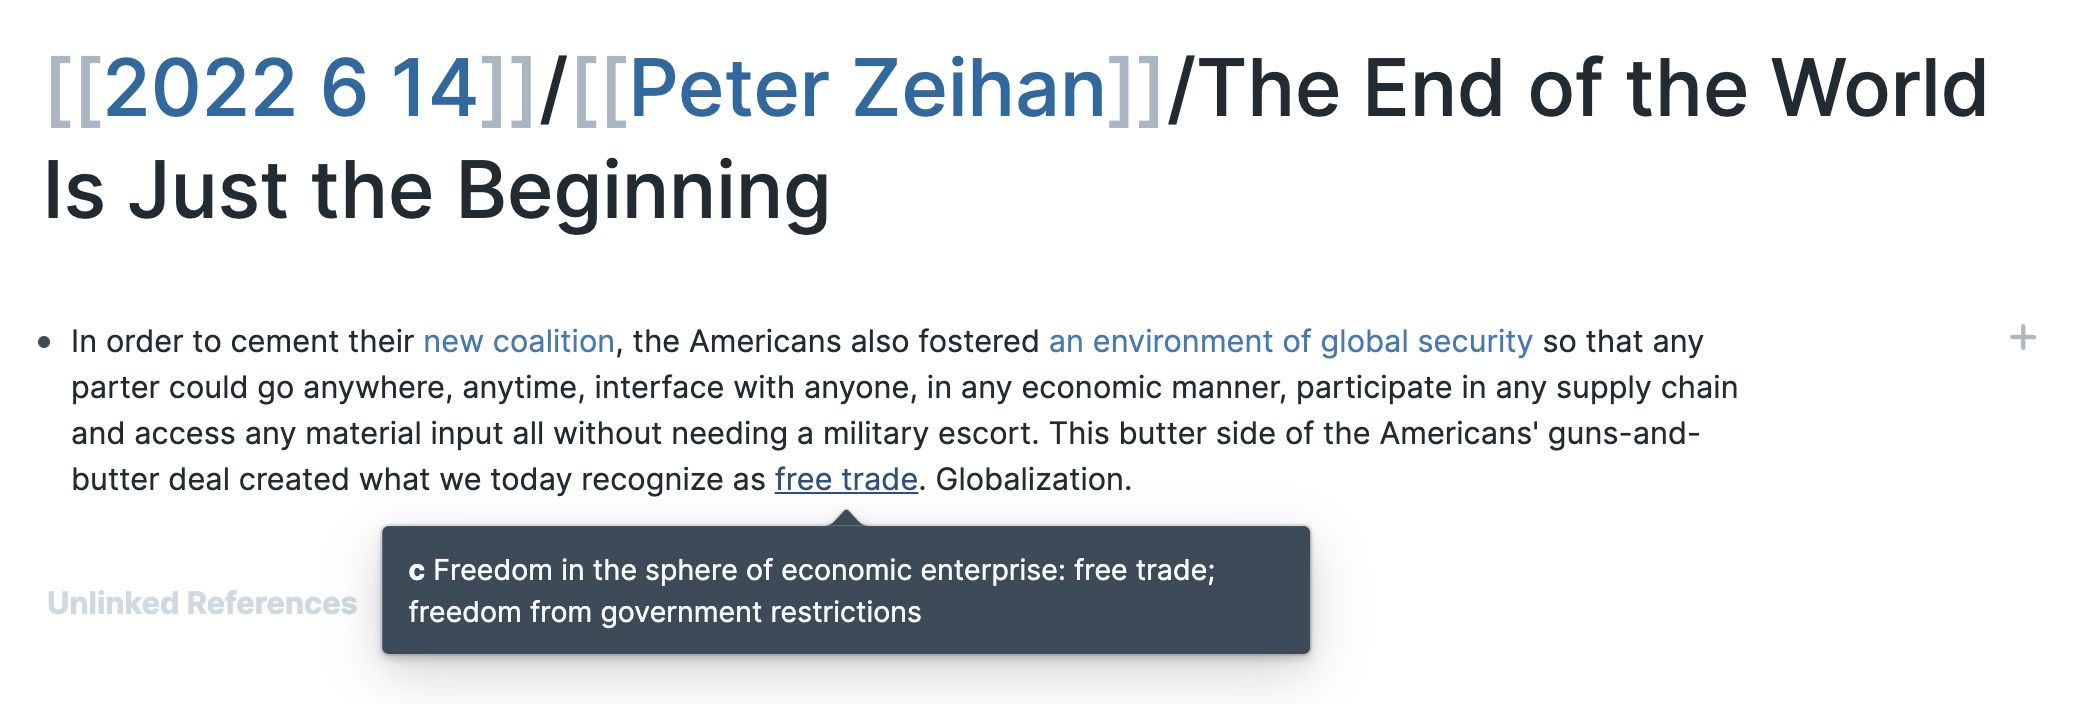 [[2022 6 14]]/[[Peter Zeihan]]/The End of the World
Is Just the Beginning
In order to cement their new coalition, the Americans also fostered an environment of global security so that any
parter could go anywhere, anytime, interface with anyone, in any economic manner, participate in any supply chain
and access any material input all without needing a military escort. This butter side of the Americans' guns-and-
butter deal created what we today recognize as free trade. Globalization.
c Freedom in the sphere of economic enterprise: free trade;
freedom from government restrictions
Unlinked References